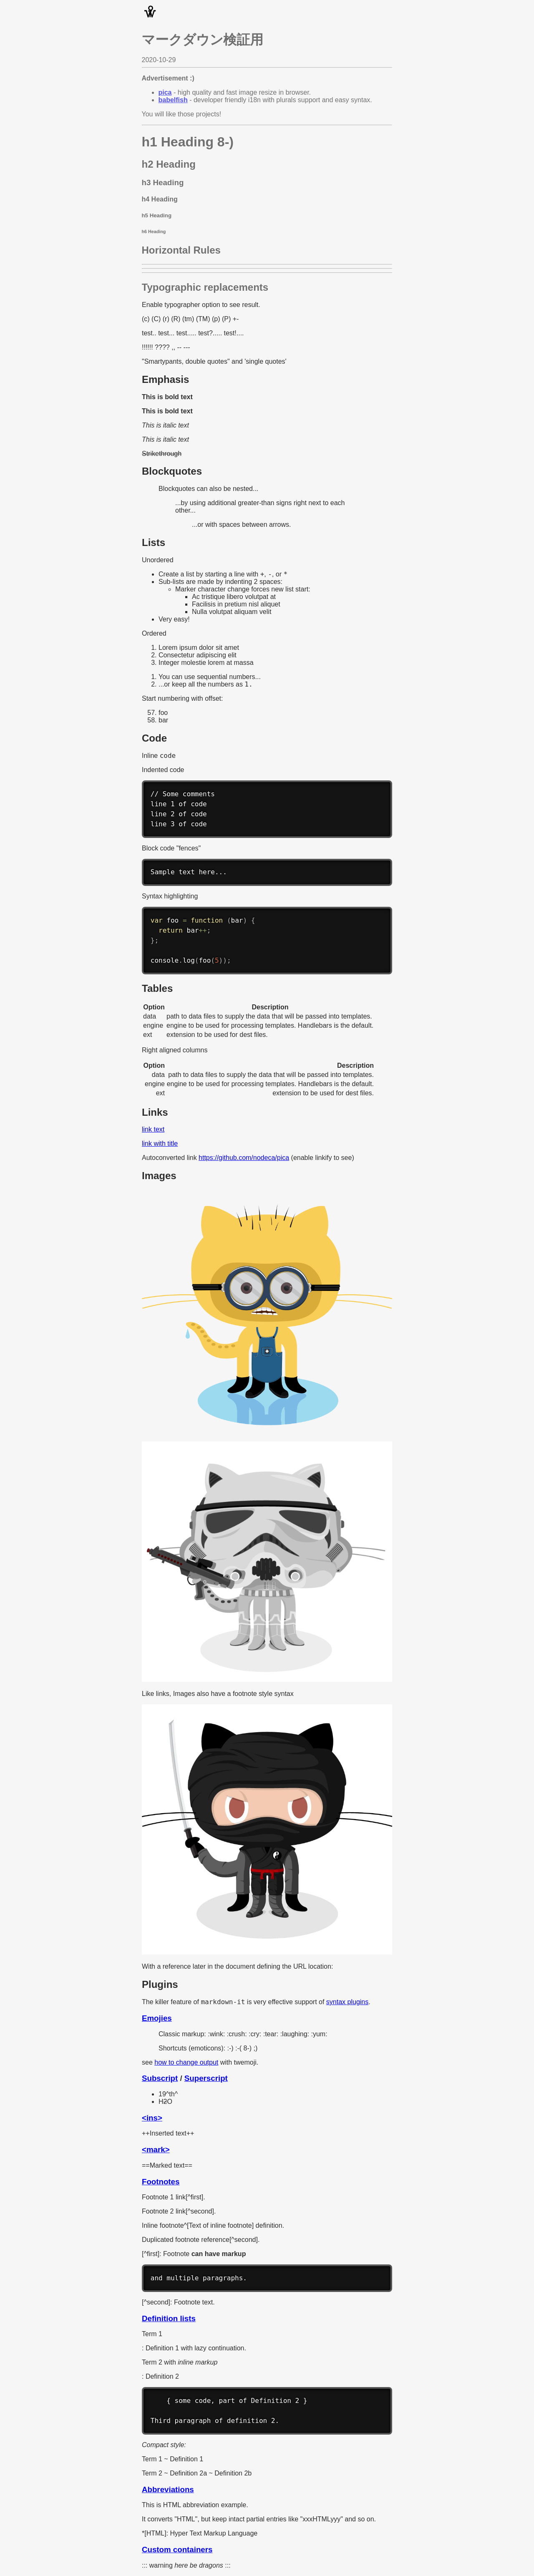 マークダウン検証用
2020-10-29
Advertisement :)
pica - high quality and fast image resize in browser.
babelfish - developer friendly i18n with plurals support and easy syntax.
You will like those projects!
h1 Heading 8-)
h2 Heading
h3 Heading
h4 Heading
h5 Heading
h6 Heading
Horizontal Rules
Typographic replacements
Enable typographer option to see result.
(c) (C) (r) (R) (tm) (TM) (p) (P) +-
test.. test... test..... test?..... test!....
!!!!!! ???? ,, -- ---
"Smartypants, double quotes" and 'single quotes'
Emphasis
This is bold text
This is bold text
This is italic text
This is italic text
Strikethrough
Blockquotes
Blockquotes can also be nested...
...by using additional greater-than signs right next to each
other...
...or with spaces between arrows.
Lists
Unordered
Create a list by starting a line with +, -, or *
Sub-lists are made by indenting 2 spaces:
Marker character change forces new list start:
Ac tristique libero volutpat at
Facilisis in pretium nisl aliquet
Nulla volutpat aliquam velit
Very easy!
Ordered
1. Lorem ipsum dolor sit amet
2. Consectetur adipiscing elit
3. Integer molestie lorem at massa
1. You can use sequential numbers...
2. ...or keep all the numbers as 1.
Start numbering with offset:
57. foo
58. bar
Code
Inline code
Indented code
// Some comments
line 1 of code
line 2 of code
line 3 of code
Block code "fences"
Sample text here...
Syntax highlighting
var foo = function (bar) {
return bar++;
};
console.log(foo(5));
Tables
Option Description
data path to data files to supply the data that will be passed into templates.
engine engine to be used for processing templates. Handlebars is the default.
ext extension to be used for dest files.
Right aligned columns
Option Description
data path to data files to supply the data that will be passed into templates.
engine engine to be used for processing templates. Handlebars is the default.
ext extension to be used for dest files.
Links
link text
link with title
Autoconverted link https://github.com/nodeca/pica (enable linkify to see)
Images
Like links, Images also have a footnote style syntax
With a reference later in the document defining the URL location:
Plugins
The killer feature of markdown-it is very effective support of syntax plugins.
Emojies
Classic markup: :wink: :crush: :cry: :tear: :laughing: :yum:
Shortcuts (emoticons): :-) :-( 8-) ;)
see how to change output with twemoji.
Subscript / Superscript
19^th^
H2O
<ins>
++Inserted text++
<mark>
==Marked text==
Footnotes
Footnote 1 link[^first].
Footnote 2 link[^second].
Inline footnote^[Text of inline footnote] definition.
Duplicated footnote reference[^second].
[^first]: Footnote can have markup
and multiple paragraphs.
[^second]: Footnote text.
Definition lists
Term 1
: Definition 1 with lazy continuation.
Term 2 with inline markup
: Definition 2
{ some code, part of Definition 2 }
Third paragraph of definition 2.
Compact style:
Term 1 ~ Definition 1
Term 2 ~ Definition 2a ~ Definition 2b
Abbreviations
This is HTML abbreviation example.
It converts "HTML", but keep intact partial entries like "xxxHTMLyyy" and so on.
*[HTML]: Hyper Text Markup Language
Custom containers
::: warning here be dragons :::